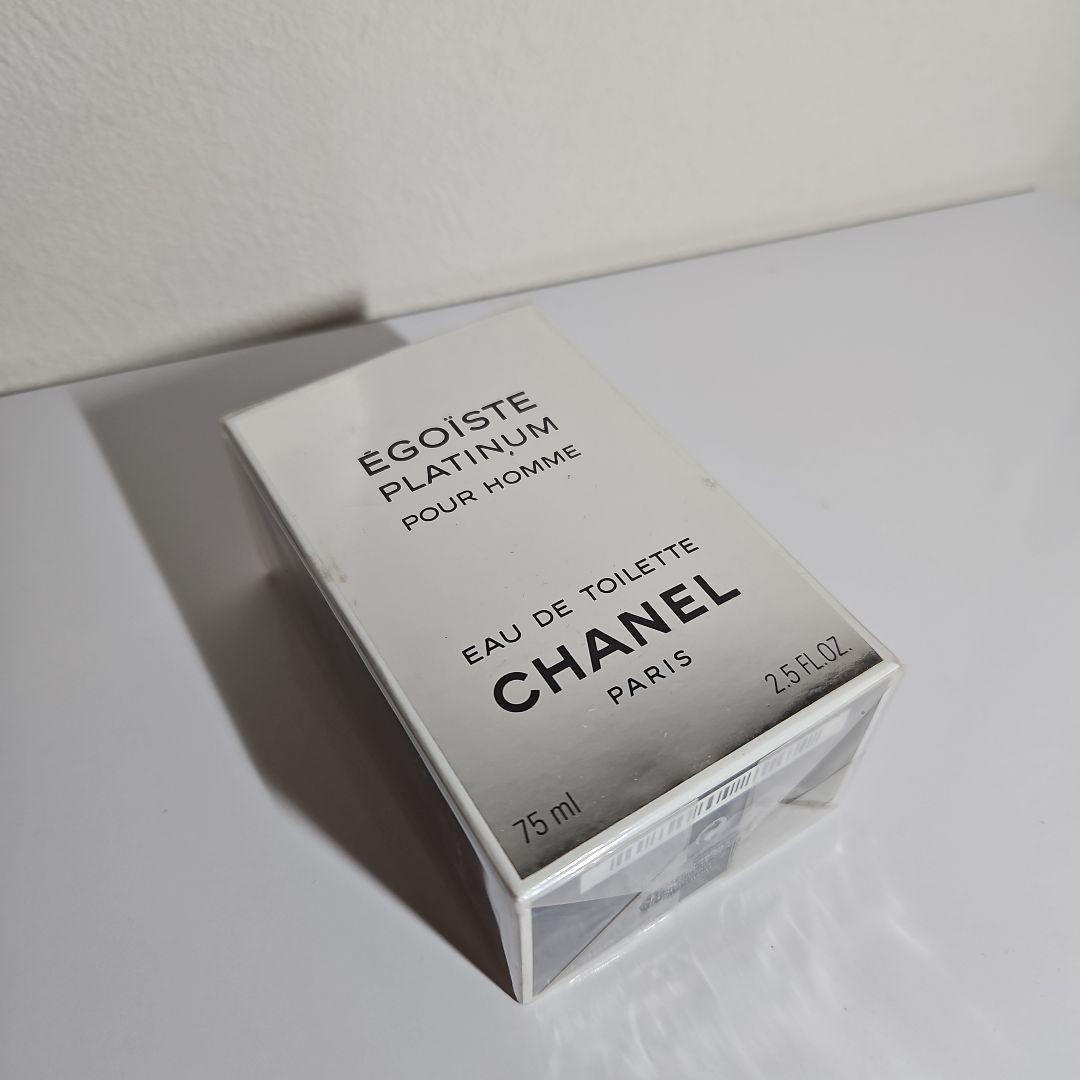 ÉGOÏSTE
PLATINUM
POUR HOMME
EAU DE TOILETTE
CHANEL
PARIS
75 ml 2.5 FL.OZ.